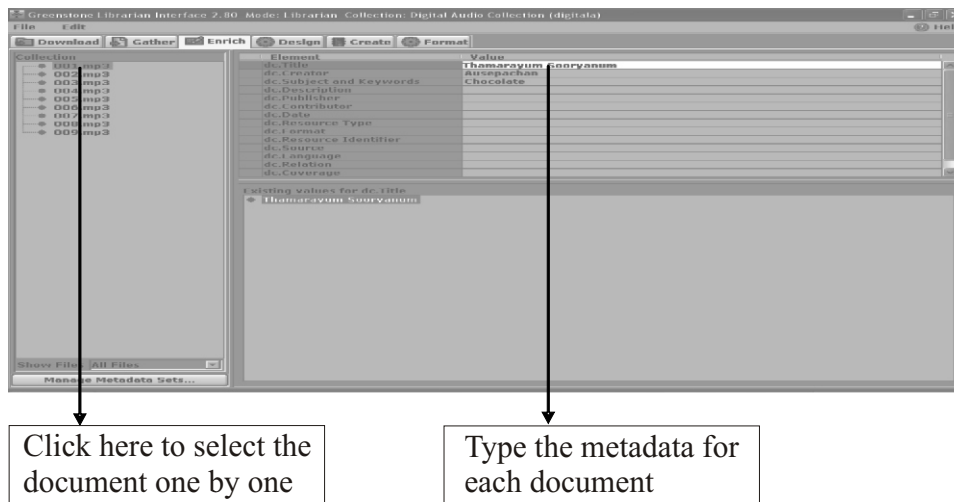 Greenstone Librarian Interface 2.80 Mode: Librarian Collection: Digital Audio Collection (digitala)
File Edit
Help
Download Gather Enrich Design Create Format
Collection
001.mp3
002.mp3
003.mp3
004.mp3
005.mp3
006.mp3
007.mp3
008.mp3
009.mp3
Show Files All Files
Manage Metadata Sets...
Element Value
dc.Title Thamarayum Sooryanum
dc.Creator Ausepachan
dc.Subject and Keywords Chocolate
dc.Description
dc.Publisher
dc.Contributor
dc.Date
dc.Resource Type
dc.Format
dc.Resource Identifier
dc.Source
dc.Language
dc.Relation
dc.Coverage
Existing values for dc.Title
Thamarayum Sooryanum
Click here to select the
document one by one
Type the metadata for
each document